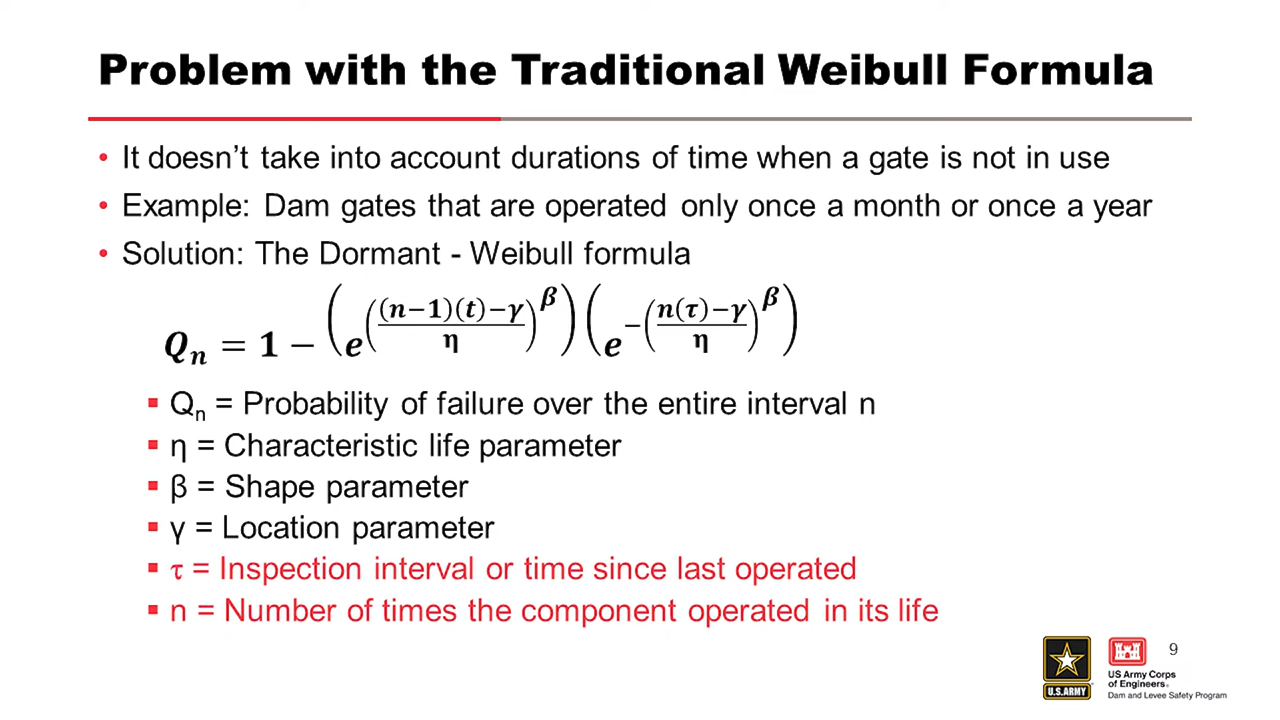 Problem with the Traditional Weibull Formula
• It doesn't take into account durations of time when a gate is not in use
• Example: Dam gates that are operated only once a month or once a year
• Solution: The Dormant - Weibull formula
Qₙ = 1 − (e^(((n−1)(t)−γ)/η)^β)(e^−((n(τ)−γ)/η)^β)
▪ Qₙ = Probability of failure over the entire interval n
▪ η = Characteristic life parameter
▪ β = Shape parameter
▪ γ = Location parameter
▪ τ = Inspection interval or time since last operated
▪ n = Number of times the component operated in its life
9
U.S.ARMY
US Army Corps
of Engineers®
Dam and Levee Safety Program